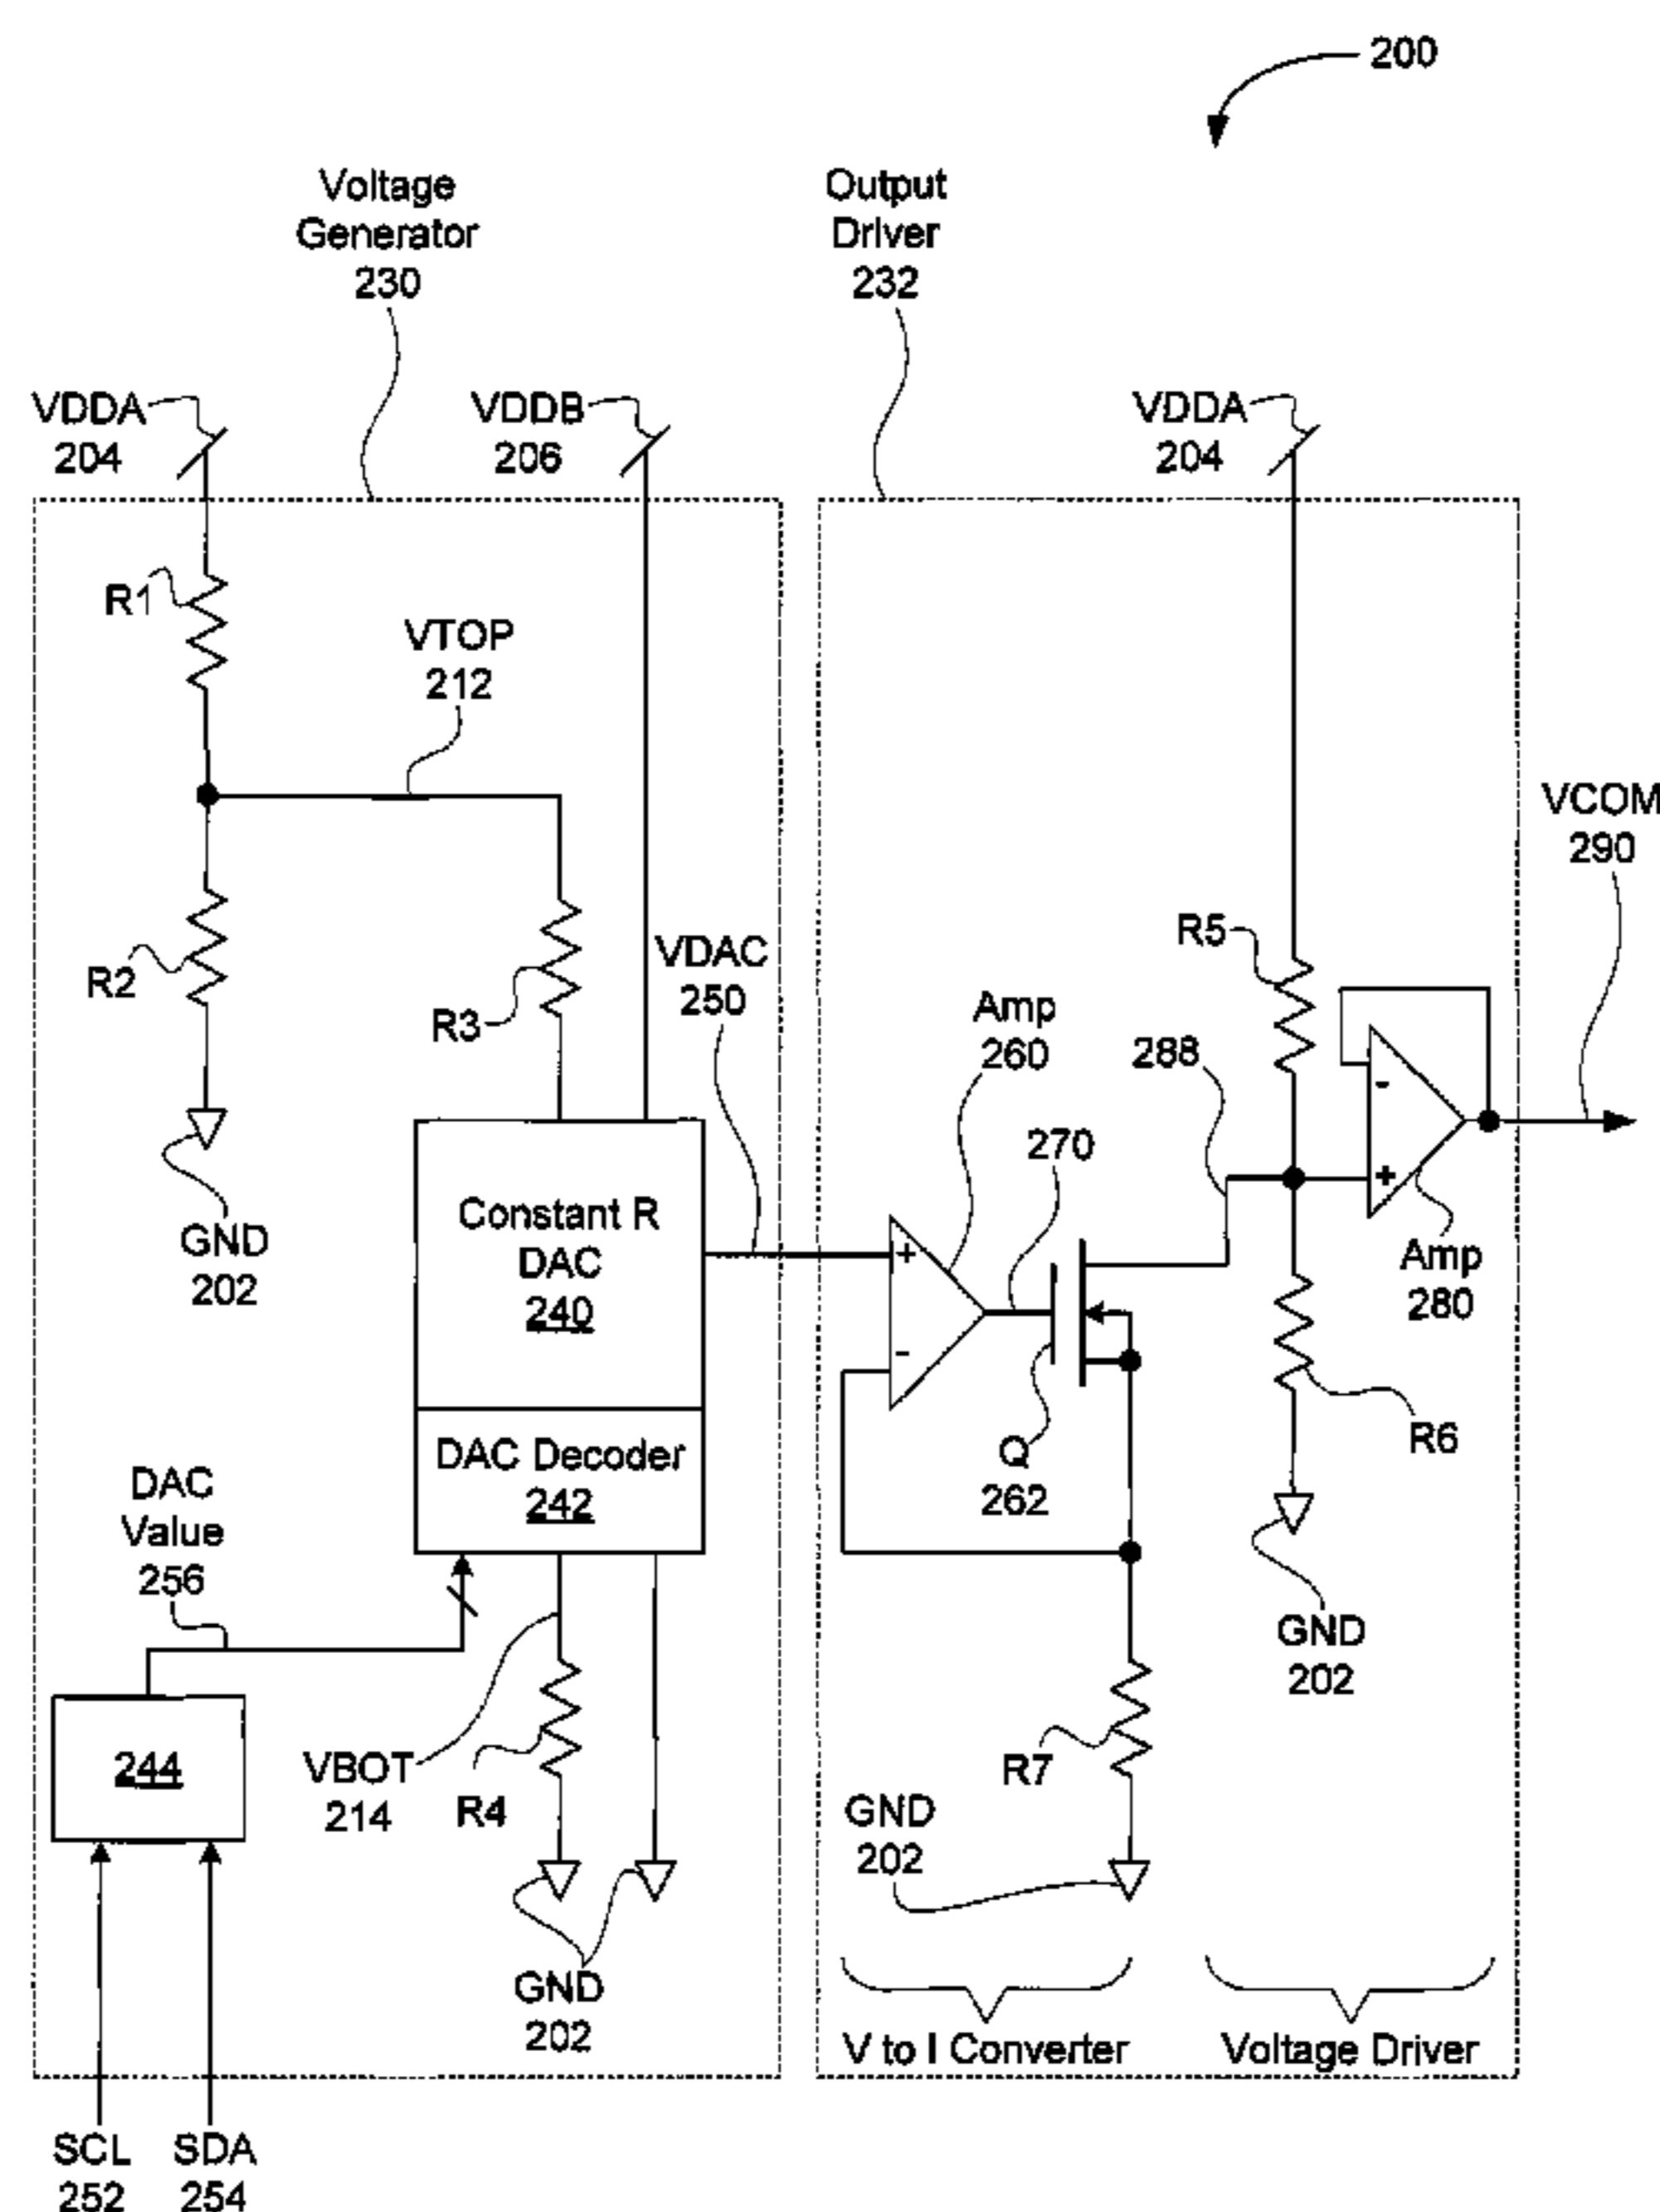 200
Voltage
Generator
230
Output
Driver
232
VDDA
204
VDDB
206
VDDA
204
R1
VTOP
212
VCOM
290
R2
R3
VDAC
250
R5
Amp
260
288
270
GND
202
Constant R
DAC
240
+
-
-
+
Amp
280
DAC Decoder
242
Q
262
R6
DAC
Value
256
GND
202
244
VBOT
214
R4
R7
GND
202
GND
202
V to I Converter
Voltage Driver
SCL
252
SDA
254